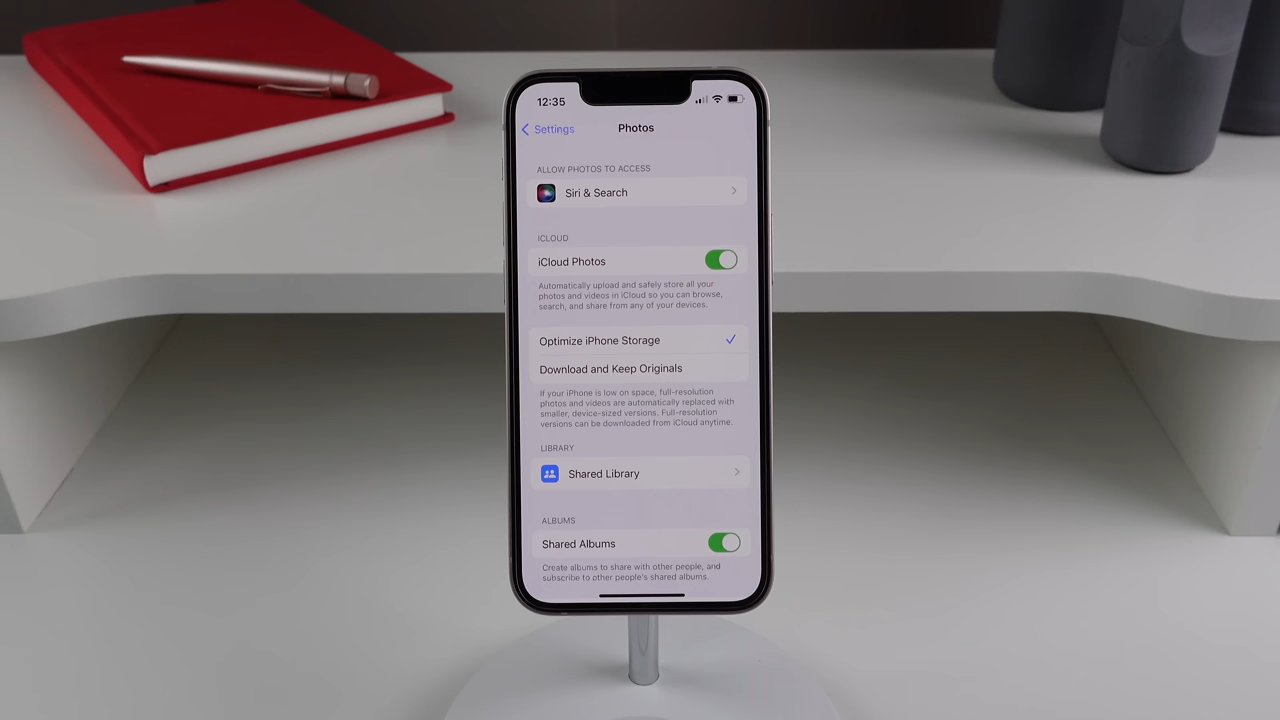 12:35
Settings
Photos
ALLOW PHOTOS TO ACCESS
Siri & Search
ICLOUD
iCloud Photos
Automatically upload and safely store all your
photos and videos in iCloud so you can browse,
search, and share from any of your devices.
Optimize iPhone Storage
Download and Keep Originals
If your iPhone is low on space, full-resolution
photos and videos are automatically replaced with
smaller, device-sized versions. Full-resolution
versions can be downloaded from iCloud anytime.
LIBRARY
Shared Library
ALBUMS
Shared Albums
Create albums to share with other people, and
subscribe to other people's shared albums.